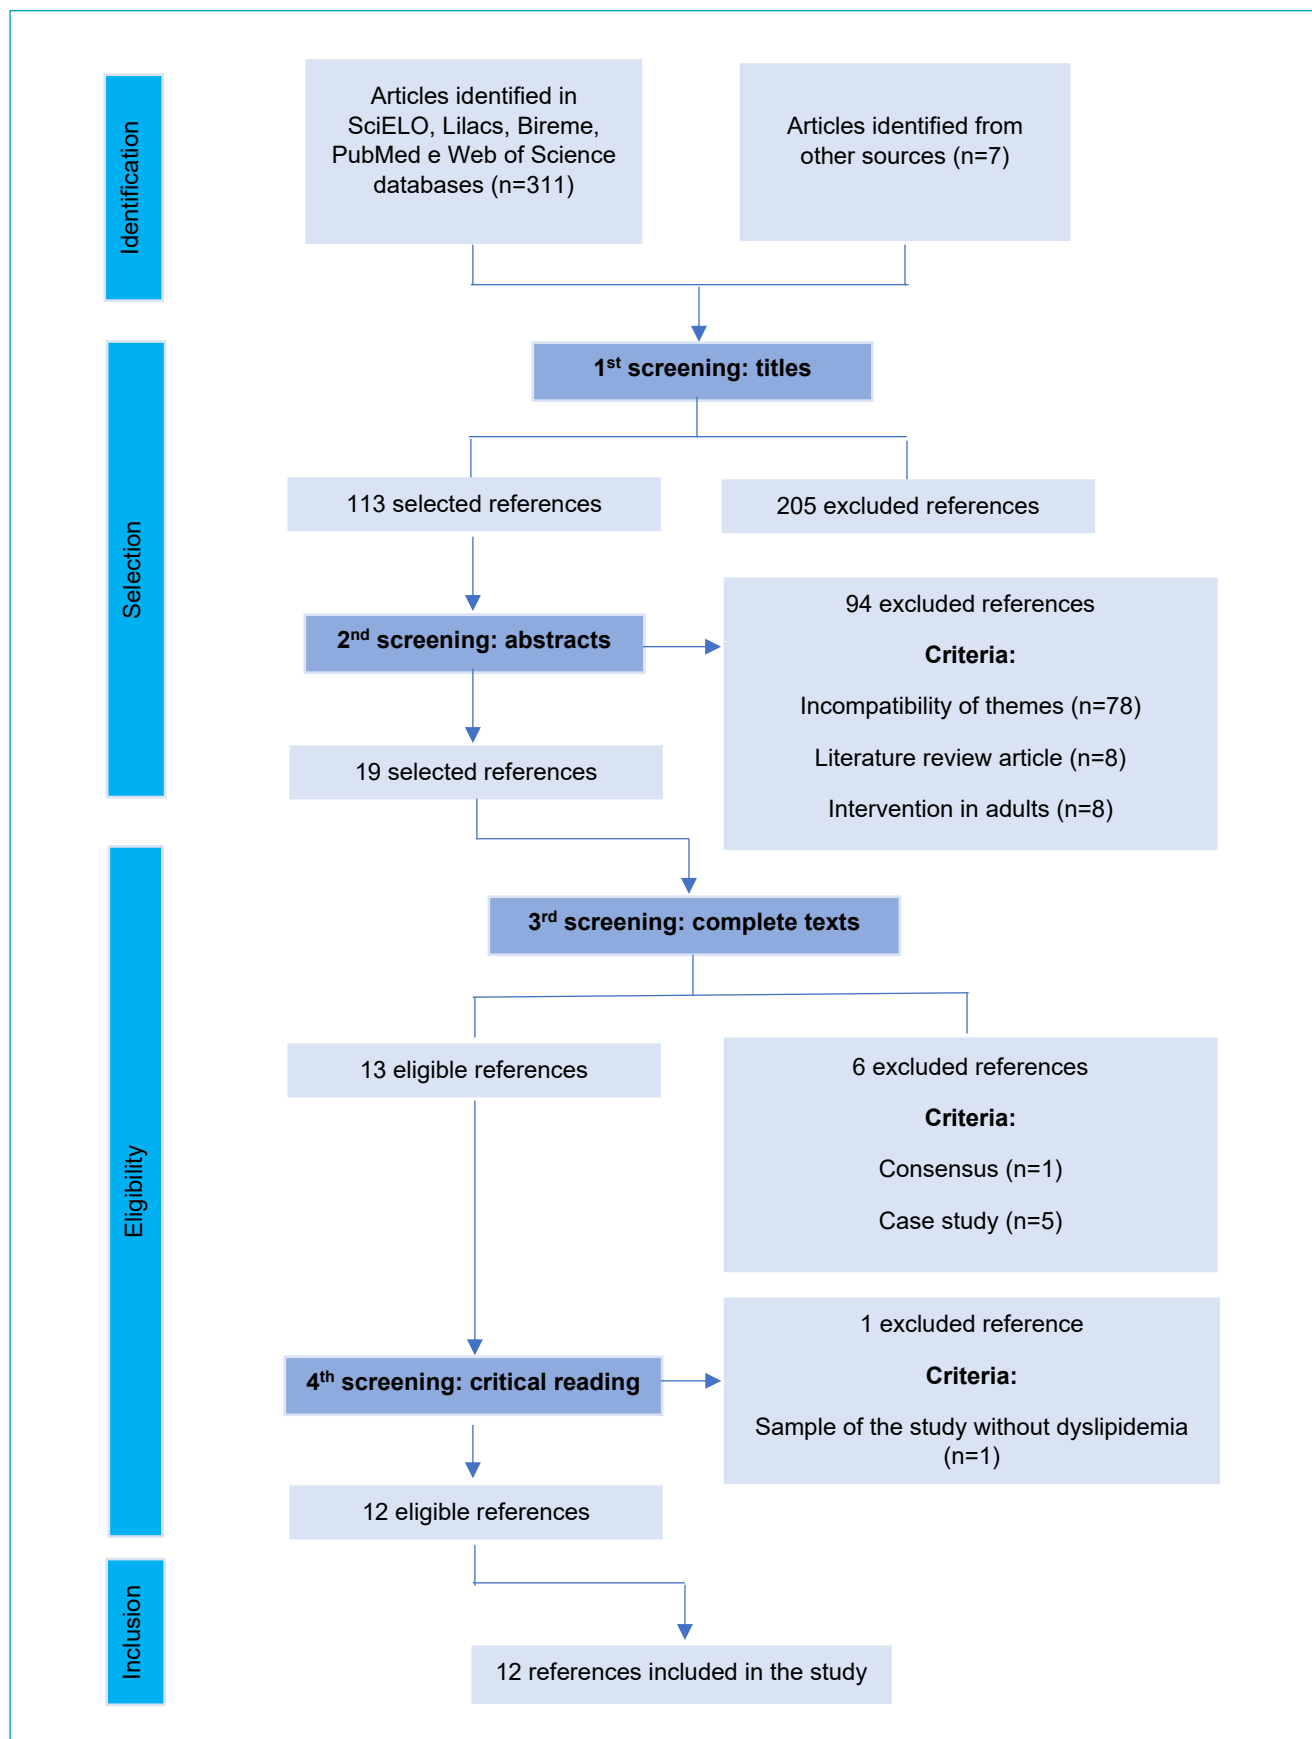 Identification
Articles identified in
SciELO, Lilacs, Bireme,
PubMed e Web of Science
databases (n=311)
Articles identified from
other sources (n=7)
Selection
1st screening: titles
113 selected references
205 excluded references
2nd screening: abstracts
94 excluded references
Criteria:
Incompatibility of themes (n=78)
Literature review article (n=8)
Intervention in adults (n=8)
19 selected references
Eligibility
3rd screening: complete texts
13 eligible references
6 excluded references
Criteria:
Consensus (n=1)
Case study (n=5)
4th screening: critical reading
1 excluded reference
Criteria:
Sample of the study without dyslipidemia
(n=1)
12 eligible references
Inclusion
12 references included in the study